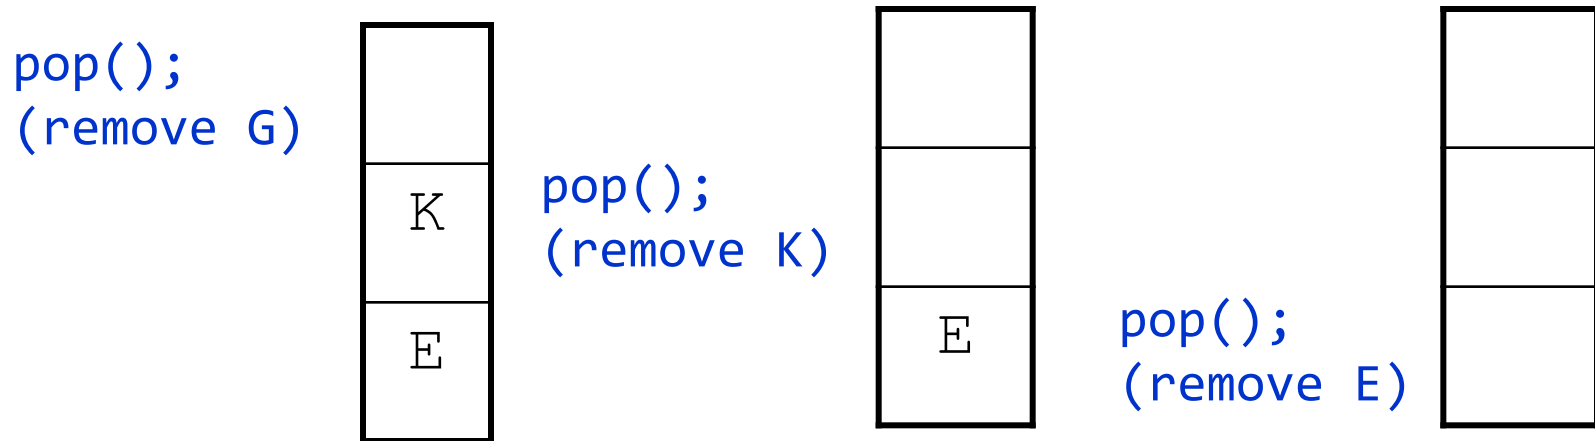 pop();
(remove G)
K
E
pop();
(remove K)
E
pop();
(remove E)